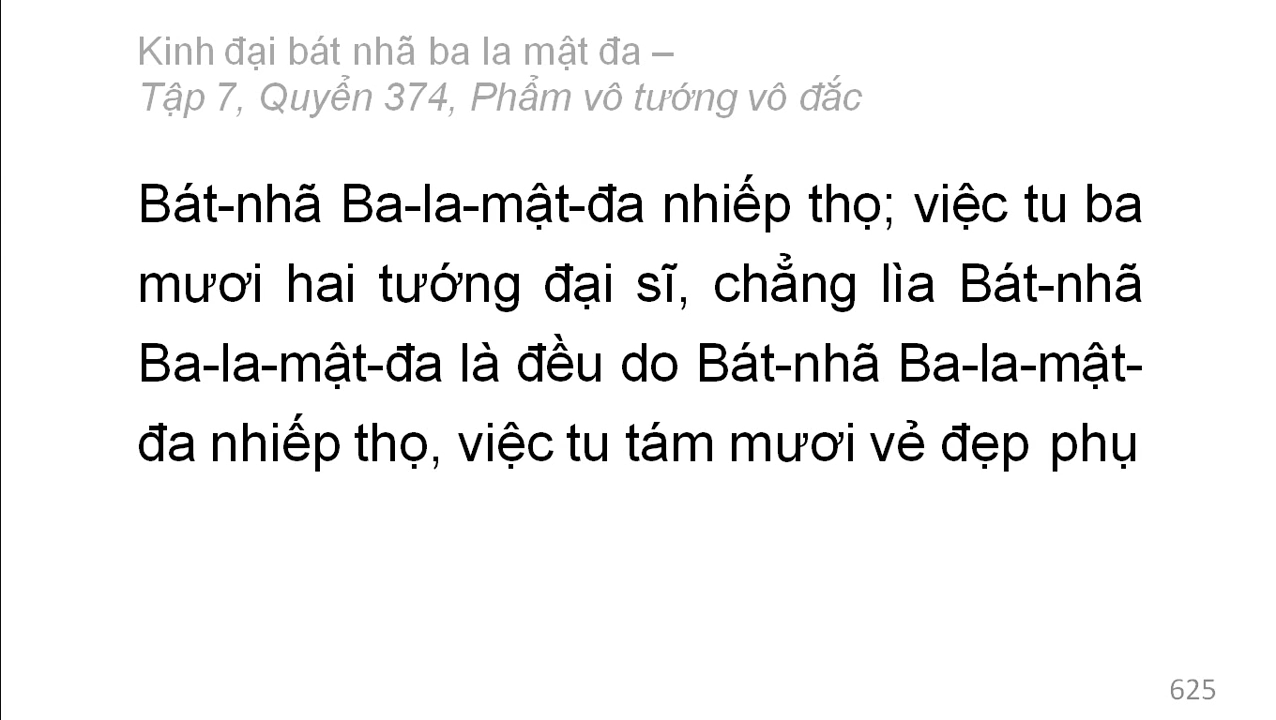 Kinh đại bát nhã ba la mật đa –
Tập 7, Quyển 374, Phẩm vô tướng vô đắc
Bát-nhã Ba-la-mật-đa nhiếp thọ; việc tu ba
mươi hai tướng đại sĩ, chẳng lìa Bát-nhã
Ba-la-mật-đa là đều do Bát-nhã Ba-la-mật-
đa nhiếp thọ, việc tu tám mươi vẻ đẹp phụ
625